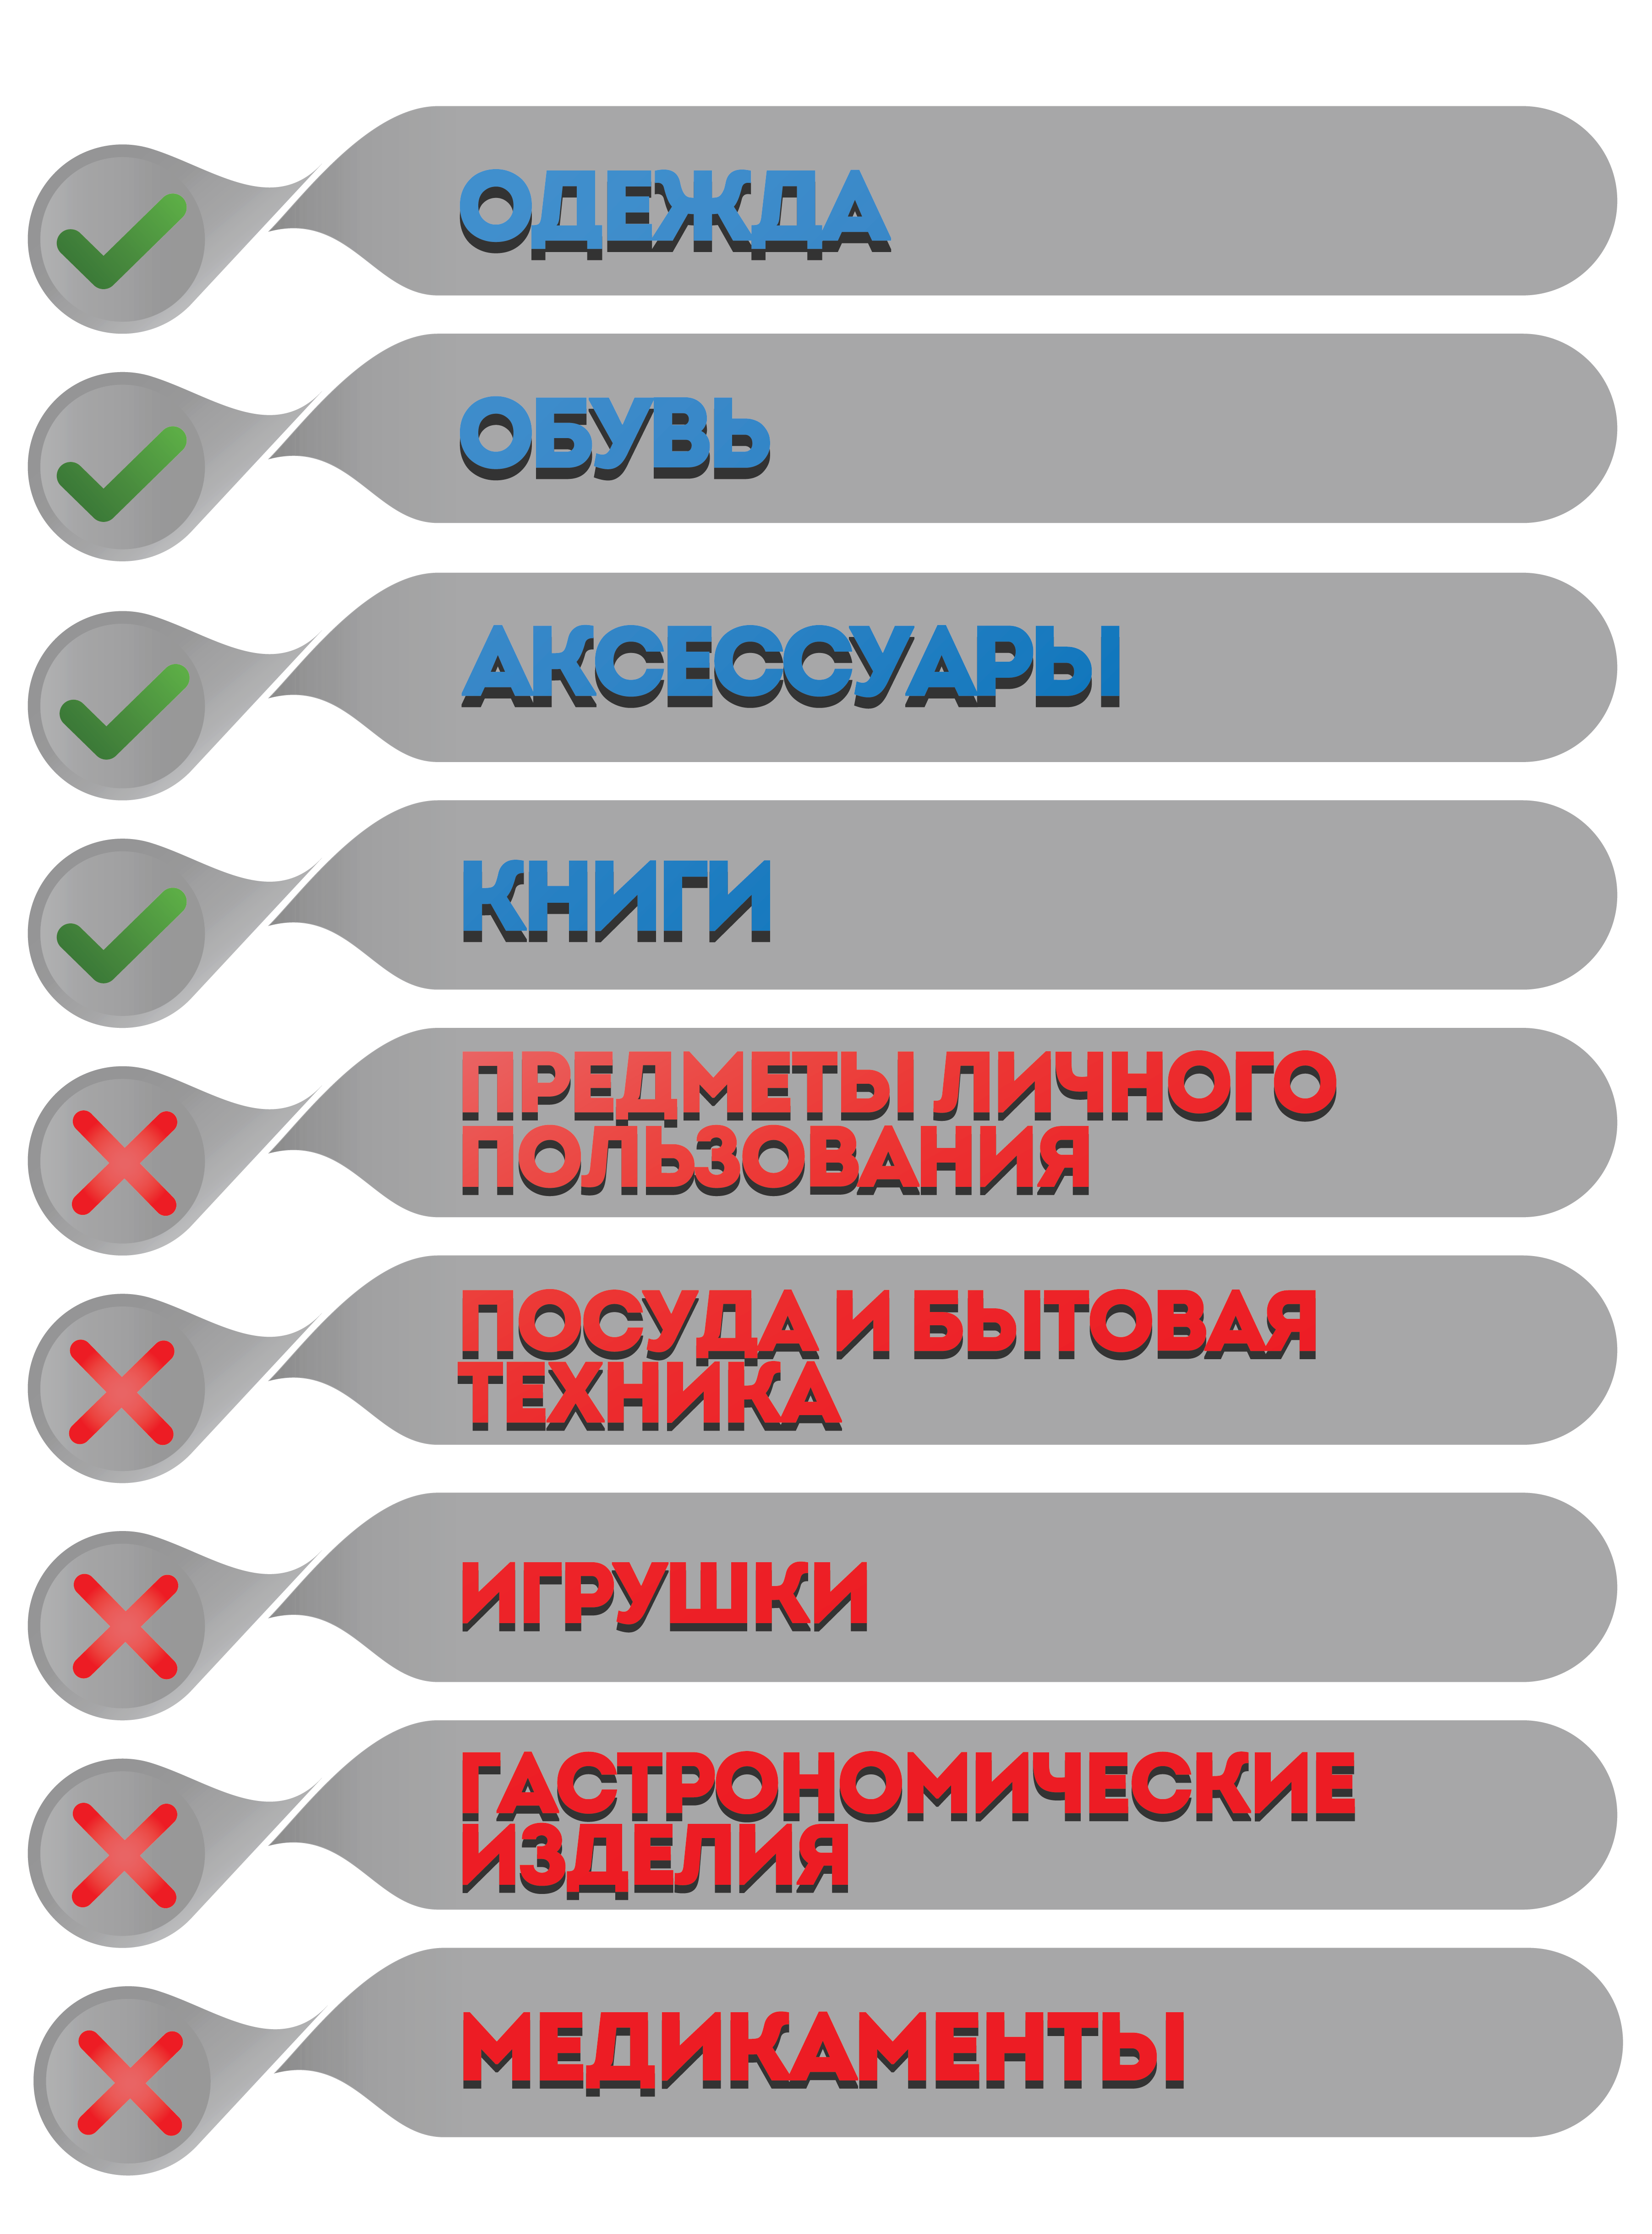 ОДЕЖДА
ОБУВЬ
АКСЕССУАРЫ
КНИГИ
ПРЕДМЕТЫ ЛИЧНОГО
ПОЛЬЗОВАНИЯ
ПОСУДА И БЫТОВАЯ
ТЕХНИКА
ИГРУШКИ
ГАСТРОНОМИЧЕСКИЕ
ИЗДЕЛИЯ
МЕДИКАМЕНТЫ